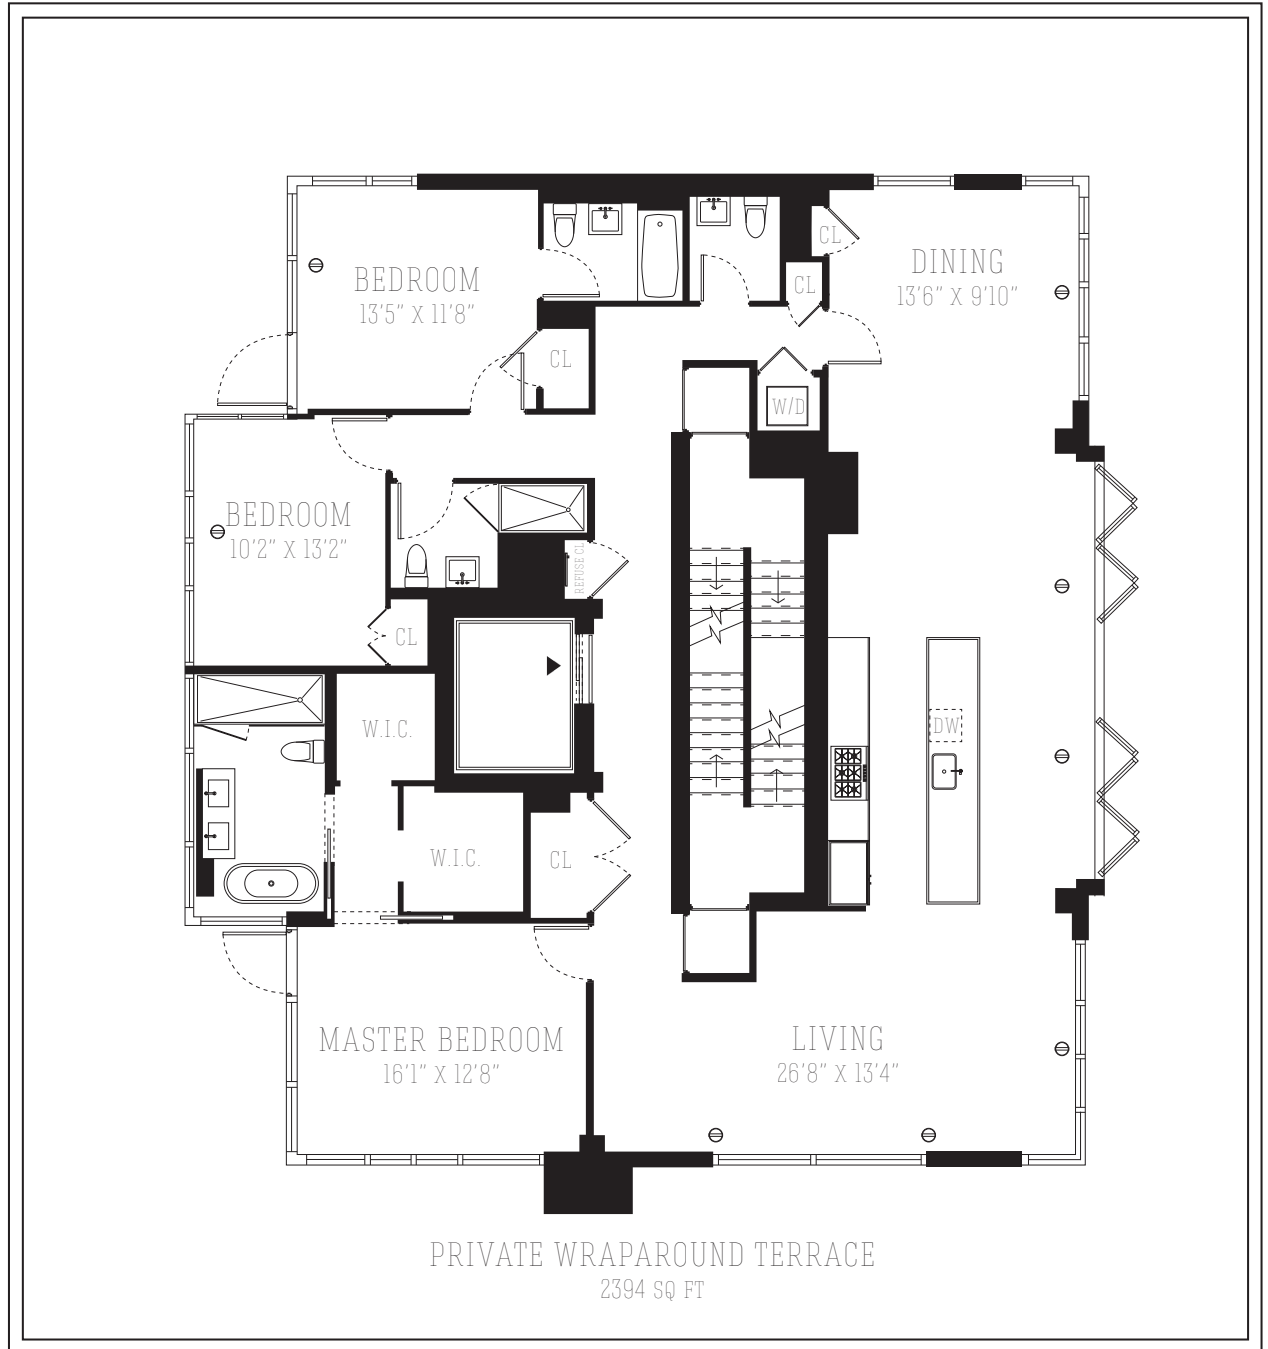 CL
DINING
13'6" X 9'10"
BEDROOM
13'5" X 11'8"
CL
CL
W/D
BEDROOM
10'2" X 13'2"
REFUSE CL
CL
W.I.C.
DW
W.I.C.
CL
MASTER BEDROOM
16'1" X 12'8"
LIVING
26'8" X 13'4"
PRIVATE WRAPAROUND TERRACE
2394 SQ FT